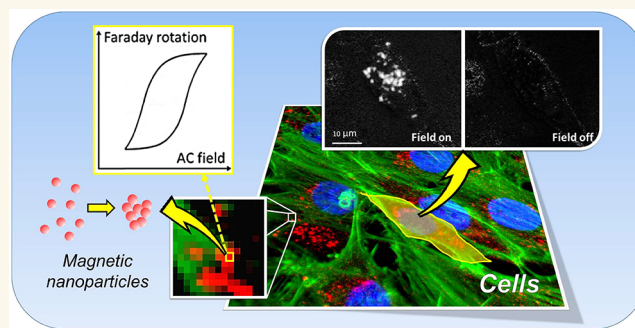 Faraday rotation
AC field
10 μm
Field on
Field off
Magnetic
nanoparticles
Cells